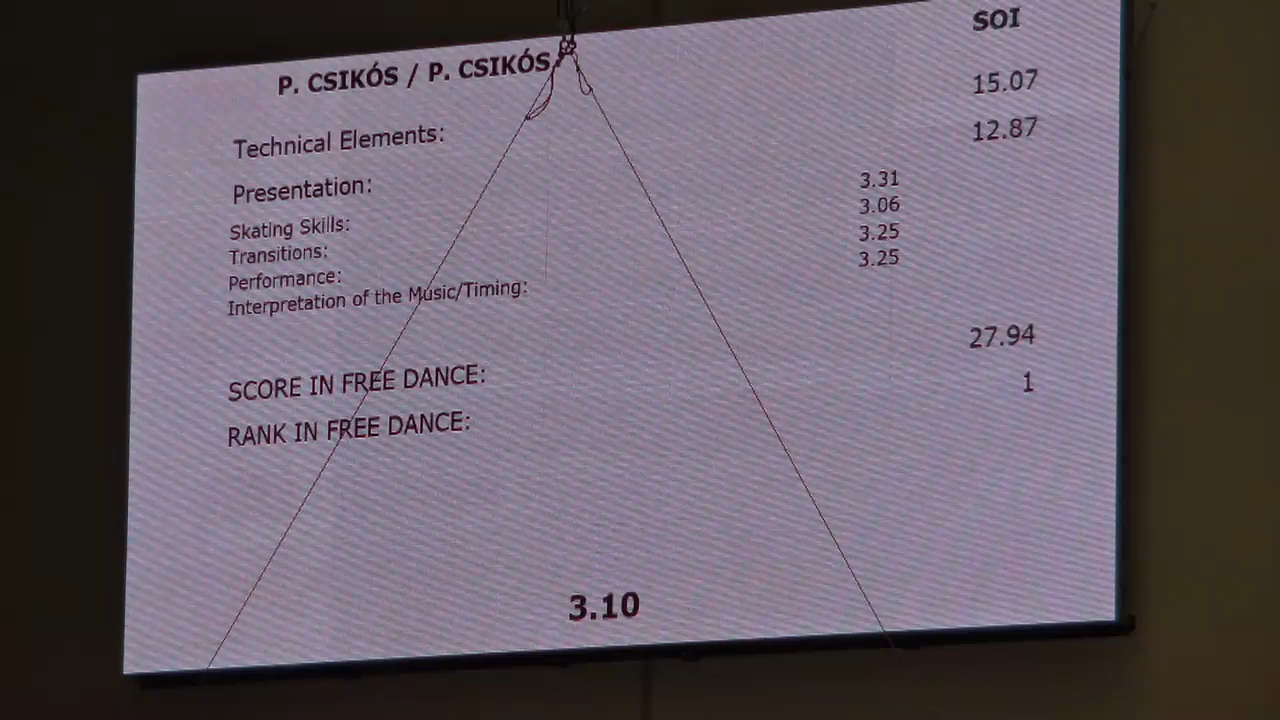 P. CSIKÓS / P. CSIKÓS SOI
Technical Elements: 15.07
Presentation: 12.87
Skating Skills: 3.31
Transitions: 3.06
Performance: 3.25
Interpretation of the Music/Timing: 3.25
SCORE IN FREE DANCE: 27.94
RANK IN FREE DANCE: 1
3.10